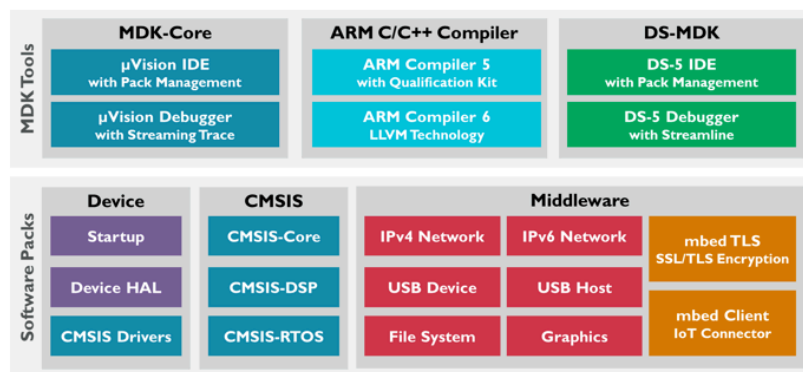 MDK Tools
MDK-Core
µVision IDE
with Pack Management
µVision Debugger
with Streaming Trace
ARM C/C++ Compiler
ARM Compiler 5
with Qualification Kit
ARM Compiler 6
LLVM Technology
DS-MDK
DS-5 IDE
with Pack Management
DS-5 Debugger
with Streamline
Software Packs
Device
Startup
Device HAL
CMSIS Drivers
CMSIS
CMSIS-Core
CMSIS-DSP
CMSIS-RTOS
Middleware
IPv4 Network
IPv6 Network
USB Device
USB Host
File System
Graphics
mbed TLS
SSL/TLS Encryption
mbed Client
IoT Connector